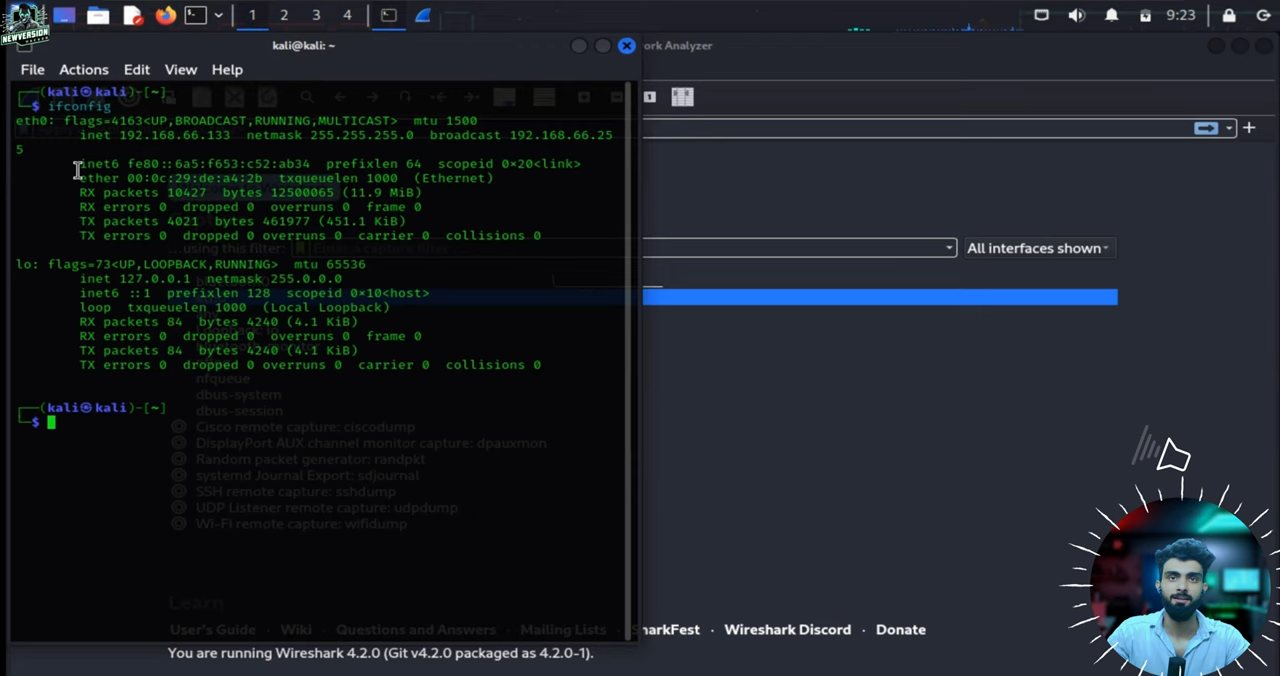 NEWVERSION
1 2 3 4
9:23
kali@kali: ~
ork Analyzer
File Actions Edit View Help
(kali㉿kali)-[~]
$ ifconfig
eth0: flags=4163<UP,BROADCAST,RUNNING,MULTICAST> mtu 1500
inet 192.168.66.133 netmask 255.255.255.0 broadcast 192.168.66.25
5
inet6 fe80::6a5:f653:c52:ab34 prefixlen 64 scopeid 0×20<link>
ether 00:0c:29:de:a4:2b txqueuelen 1000 (Ethernet)
RX packets 10427 bytes 12500065 (11.9 MiB)
RX errors 0 dropped 0 overruns 0 frame 0
TX packets 4021 bytes 461977 (451.1 KiB)
TX errors 0 dropped 0 overruns 0 carrier 0 collisions 0
...using this filter:
All interfaces shown
lo: flags=73<UP,LOOPBACK,RUNNING> mtu 65536
inet 127.0.0.1 netmask 255.0.0.0
inet6 ::1 prefixlen 128 scopeid 0×10<host>
loop txqueuelen 1000 (Local Loopback)
RX packets 84 bytes 4240 (4.1 KiB)
RX errors 0 dropped 0 overruns 0 frame 0
TX packets 84 bytes 4240 (4.1 KiB)
TX errors 0 dropped 0 overruns 0 carrier 0 collisions 0
nfqueue
dbus-system
dbus-session
(kali㉿kali)-[~]
$
Cisco remote capture: ciscodump
DisplayPort AUX channel monitor capture: dpauxmon
Random packet generator: randpkt
systemd Journal Export: sdjournal
SSH remote capture: sshdump
UDP Listener remote capture: udpdump
Wi-Fi remote capture: wifidump
Learn
User's Guide · Wiki · Questions and Answers · Mailing Lists · SharkFest · Wireshark Discord · Donate
You are running Wireshark 4.2.0 (Git v4.2.0 packaged as 4.2.0-1).